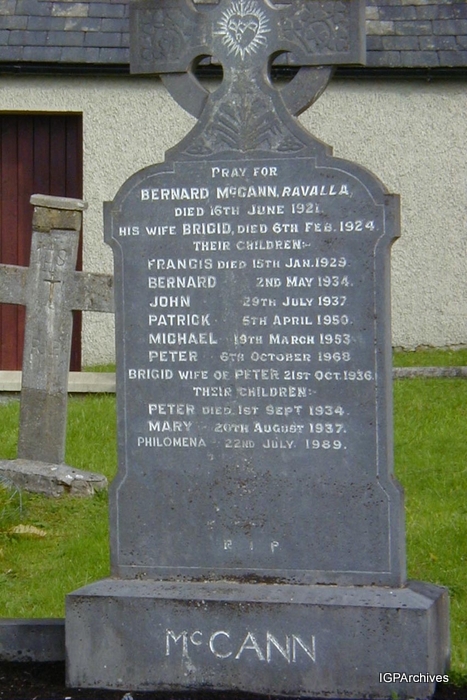 PRAY FOR
BERNARD McCANN, RAVALLA,
DIED 16TH JUNE 1921.
HIS WIFE BRIGID, DIED 6TH FEB. 1924.
THEIR CHILDREN:-
FRANCIS DIED 15TH JAN. 1929.
BERNARD " 2ND MAY 1934.
JOHN " 29TH JULY 1937
PATRICK " 5TH APRIL 1950.
MICHAEL " 19TH MARCH 1953.
PETER " 6TH OCTOBER 1968
BRIGID WIFE OF PETER 21ST OCT. 1936.
THEIR CHILDREN:-
PETER DIED 1ST SEPT 1934.
MARY " 20TH AUGUST 1937.
PHILOMENA " 22ND JULY 1989.
R I P
McCANN
IGPArchives